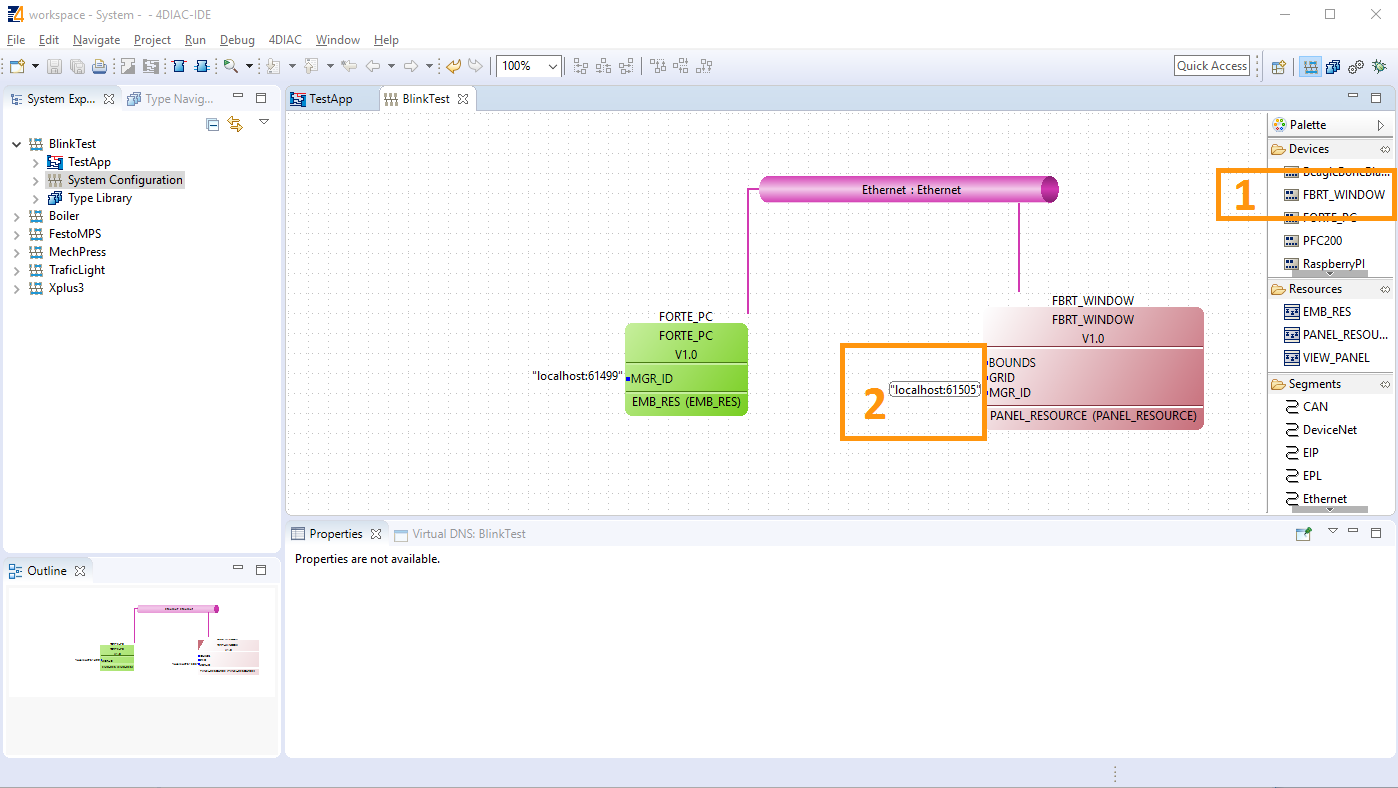 workspace - System - - 4DIAC-IDE
File Edit Navigate Project Run Debug 4DIAC Window Help
100%
Quick Access
System Exp...
Type Navig...
BlinkTest
TestApp
System Configuration
Type Library
Boiler
FestoMPS
MechPress
TraficLight
Xplus3
TestApp
BlinkTest
Ethernet : Ethernet
FORTE_PC
FORTE_PC
V1.0
"localhost:61499"
MGR_ID
EMB_RES (EMB_RES)
FBRT_WINDOW
FBRT_WINDOW
V1.0
BOUNDS
GRID
"localhost:61505"
MGR_ID
PANEL_RESOURCE (PANEL_RESOURCE)
2
1
Palette
Devices
BeagleBoneBla...
FBRT_WINDOW
FORTE_PC
PFC200
RaspberryPI
Resources
EMB_RES
PANEL_RESOU...
VIEW_PANEL
Segments
CAN
DeviceNet
EIP
EPL
Ethernet
Properties
Virtual DNS: BlinkTest
Properties are not available.
Outline